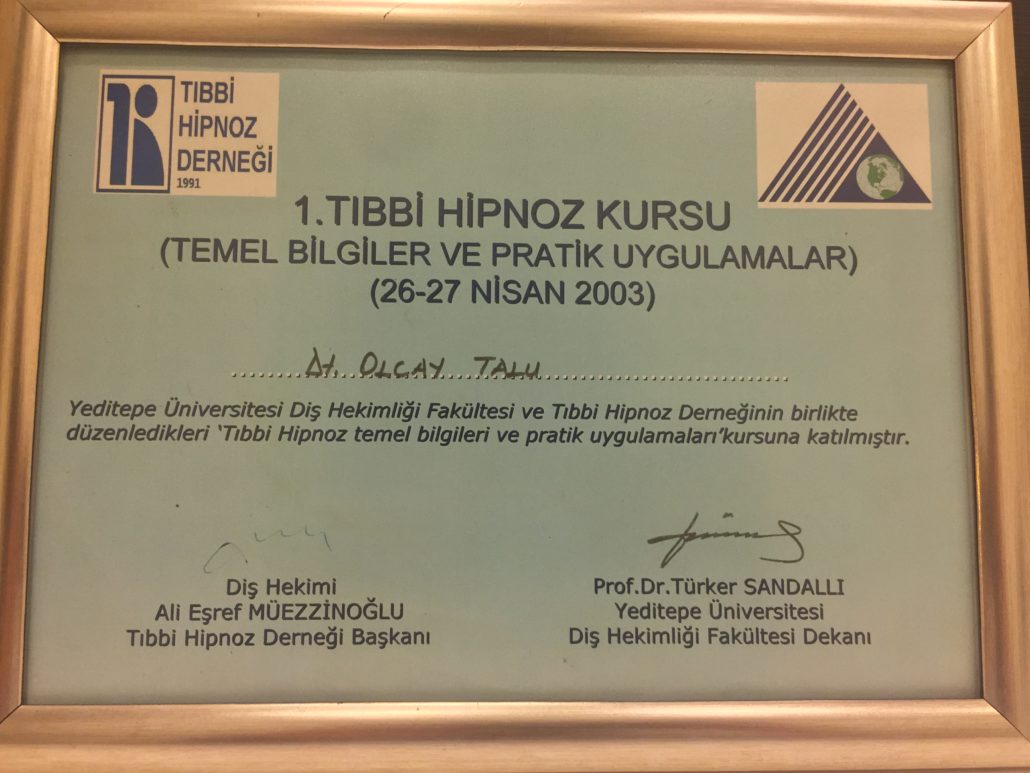 TIBBİ
HİPNOZ
DERNEĞİ
1991
1.TIBBİ HİPNOZ KURSU
(TEMEL BİLGİLER VE PRATİK UYGULAMALAR)
(26-27 NİSAN 2003)
Dt. OLCAY TALU
Yeditepe Üniversitesi Diş Hekimliği Fakültesi ve Tıbbi Hipnoz Derneğinin birlikte
düzenledikleri ‘Tıbbi Hipnoz temel bilgileri ve pratik uygulamaları’kursuna katılmıştır.
Diş Hekimi
Ali Eşref MÜEZZİNOĞLU
Tıbbi Hipnoz Derneği Başkanı
Prof.Dr.Türker SANDALLI
Yeditepe Üniversitesi
Diş Hekimliği Fakültesi Dekanı